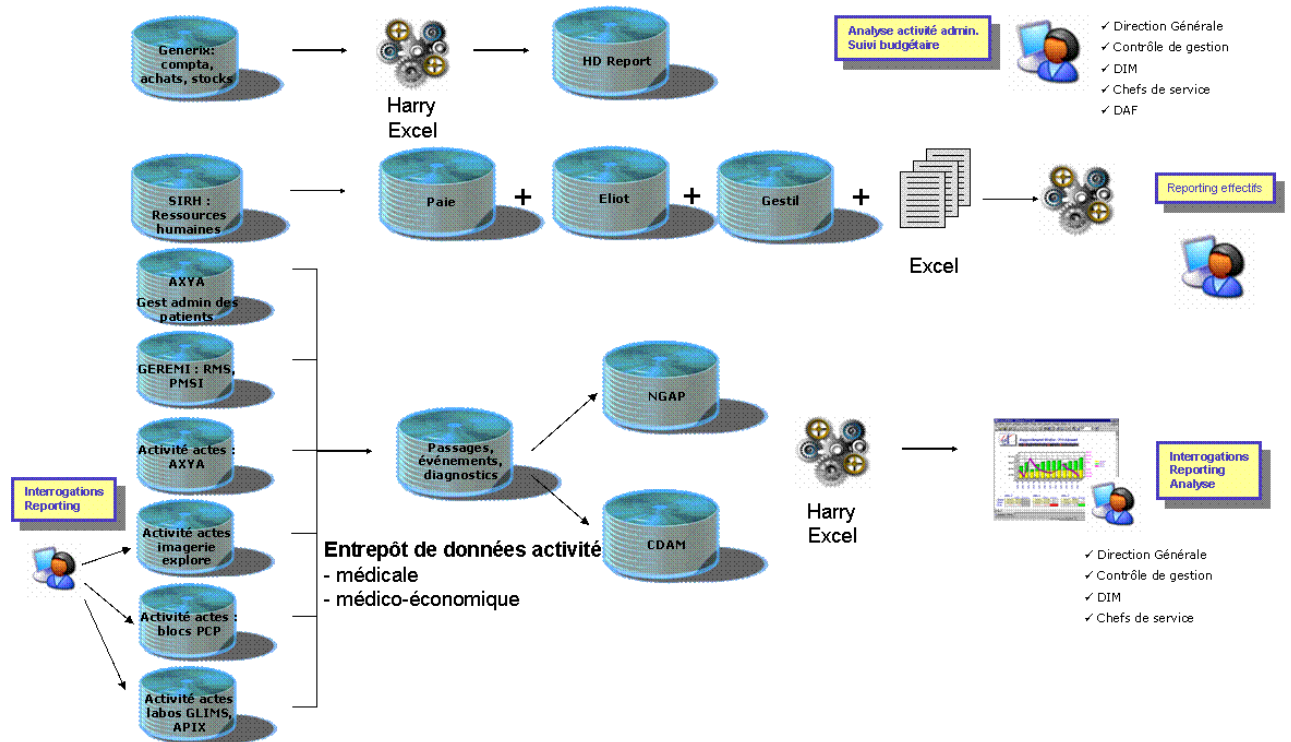 Generix:
compta,
achats, stocks
Harry
Excel
HD Report
Analyse activité admin.
Suivi budgétaire
✓ Direction Générale
✓ Contrôle de gestion
✓ DIM
✓ Chefs de service
✓ DAF
SIRH :
Ressources
humaines
Paie
+
Eliot
+
Gestil
+
Excel
Reporting effectifs
AXYA
Gest admin des
patients
GEREMI : RMS,
PMSI
Activité actes :
AXYA
Activité actes
imagerie
explore
Activité actes :
blocs PCP
Activité actes
labos GLIMS,
APIX
Interrogations
Reporting
Passages,
événements,
diagnostics
Entrepôt de données activité
- médicale
- médico-économique
NGAP
CDAM
Harry
Excel
Interrogations
Reporting
Analyse
✓ Direction Générale
✓ Contrôle de gestion
✓ DIM
✓ Chefs de service